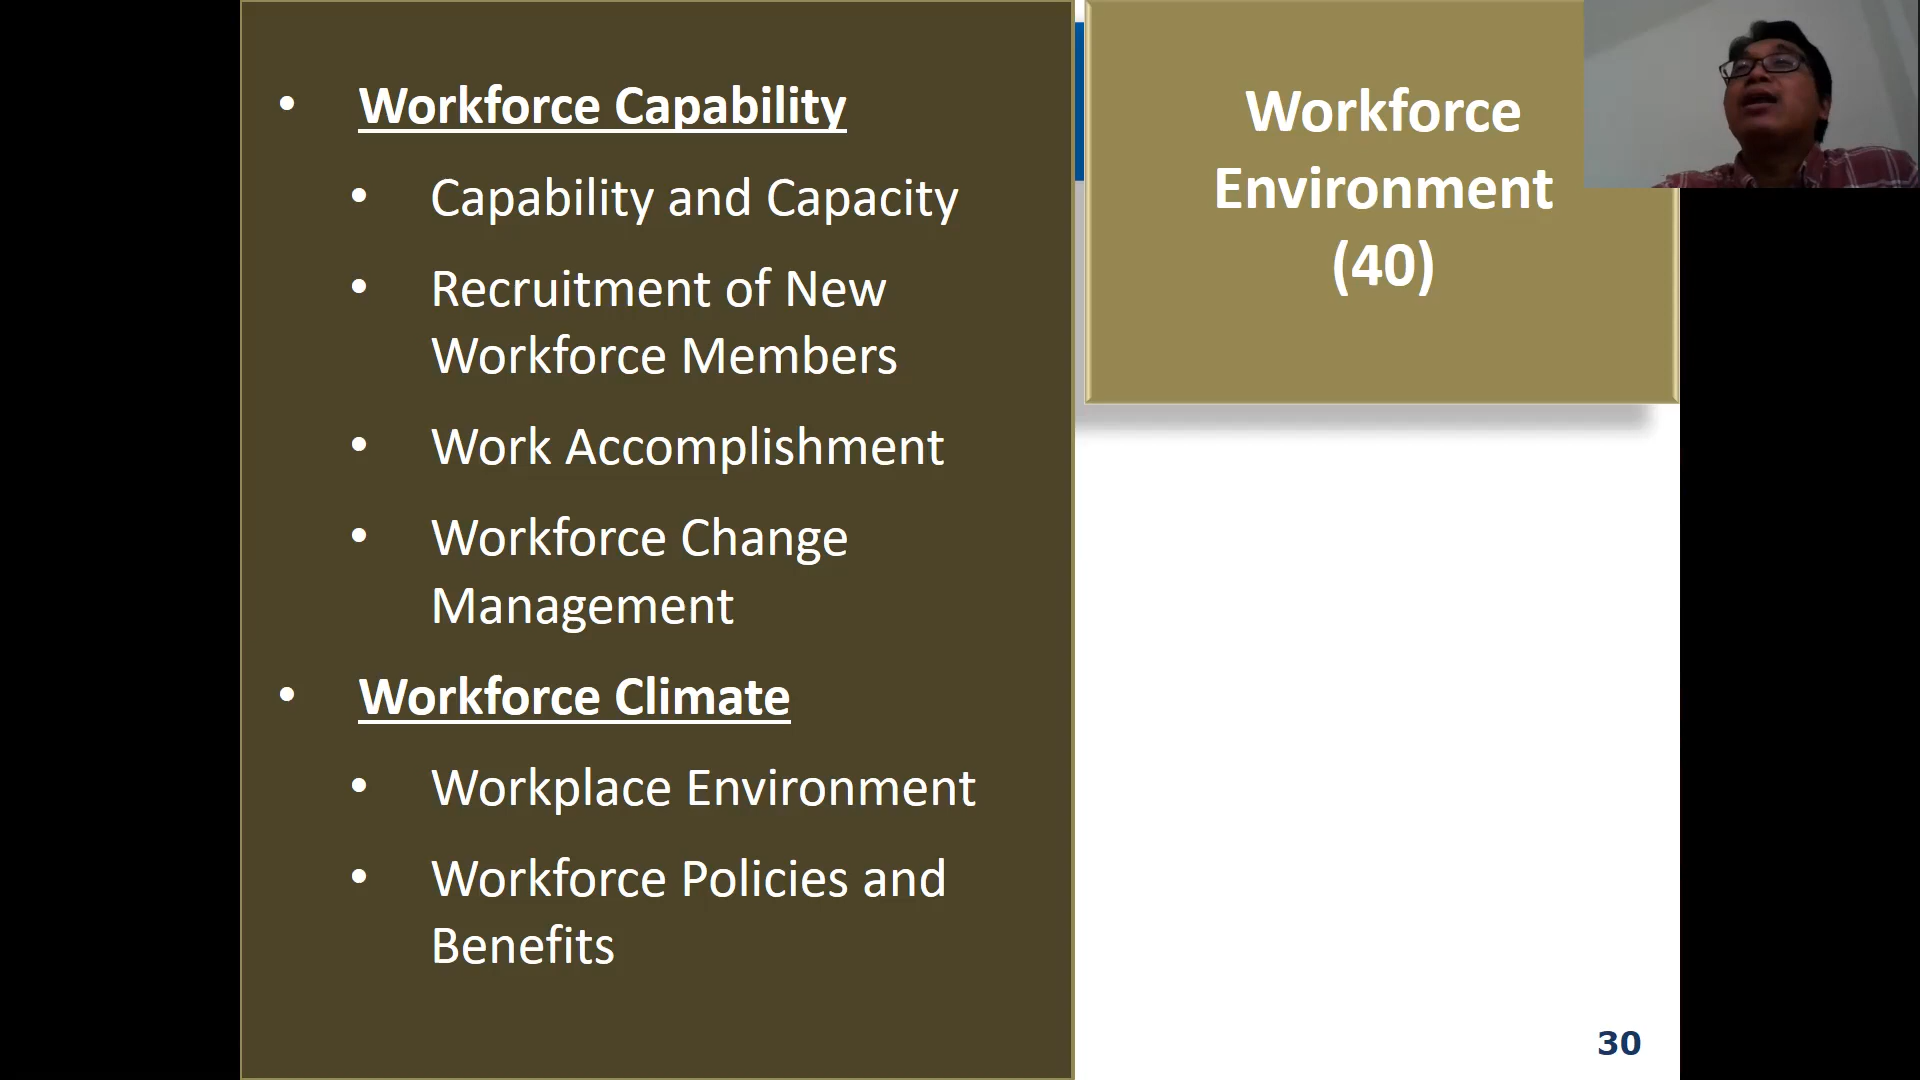 • Workforce Capability
• Capability and Capacity
• Recruitment of New
Workforce Members
• Work Accomplishment
• Workforce Change
Management
• Workforce Climate
• Workplace Environment
• Workforce Policies and
Benefits
Workforce
Environment
(40)
30